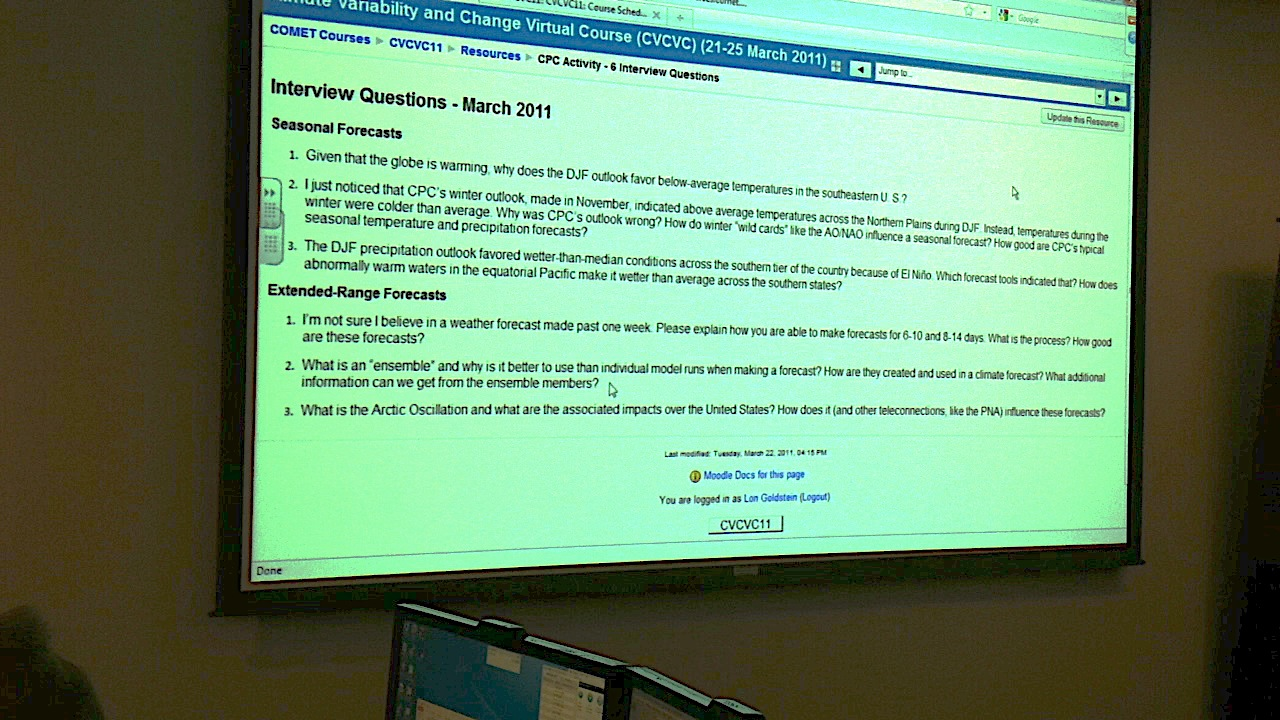 CVCVC11: Course Sched...
Google
Variability and Change Virtual Course (CVCVC) (21-25 March 2011)
COMET Courses ▶ CVCVC11 ▶ Resources ▶ CPC Activity - 6 Interview Questions
Jump to...
Update this Resource
Interview Questions - March 2011
Seasonal Forecasts
1. Given that the globe is warming, why does the DJF outlook favor below-average temperatures in the southeastern U.S?
2. I just noticed that CPC's winter outlook, made in November, indicated above average temperatures across the Northern Plains during DJF. Instead, temperatures during the
winter were colder than average. Why was CPC's outlook wrong? How do winter "wild cards" like the AO/NAO influence a seasonal forecast? How good are CPC's typical
seasonal temperature and precipitation forecasts?
3. The DJF precipitation outlook favored wetter-than-median conditions across the southern tier of the country because of El Niño. Which forecast tools indicated that? How does
abnormally warm waters in the equatorial Pacific make it wetter than average across the southern states?
Extended-Range Forecasts
1. I'm not sure I believe in a weather forecast made past one week. Please explain how you are able to make forecasts for 6-10 and 8-14 days. What is the process? How good
are these forecasts?
2. What is an "ensemble" and why is it better to use than individual model runs when making a forecast? How are they created and used in a climate forecast? What additional
information can we get from the ensemble members?
3. What is the Arctic Oscillation and what are the associated impacts over the United States? How does it (and other teleconnections, like the PNA) influence these forecasts?
Last modified: Tuesday, March 22, 2011, 04:15 PM
Moodle Docs for this page
You are logged in as Lon Goldstein (Logout)
CVCVC11
Done